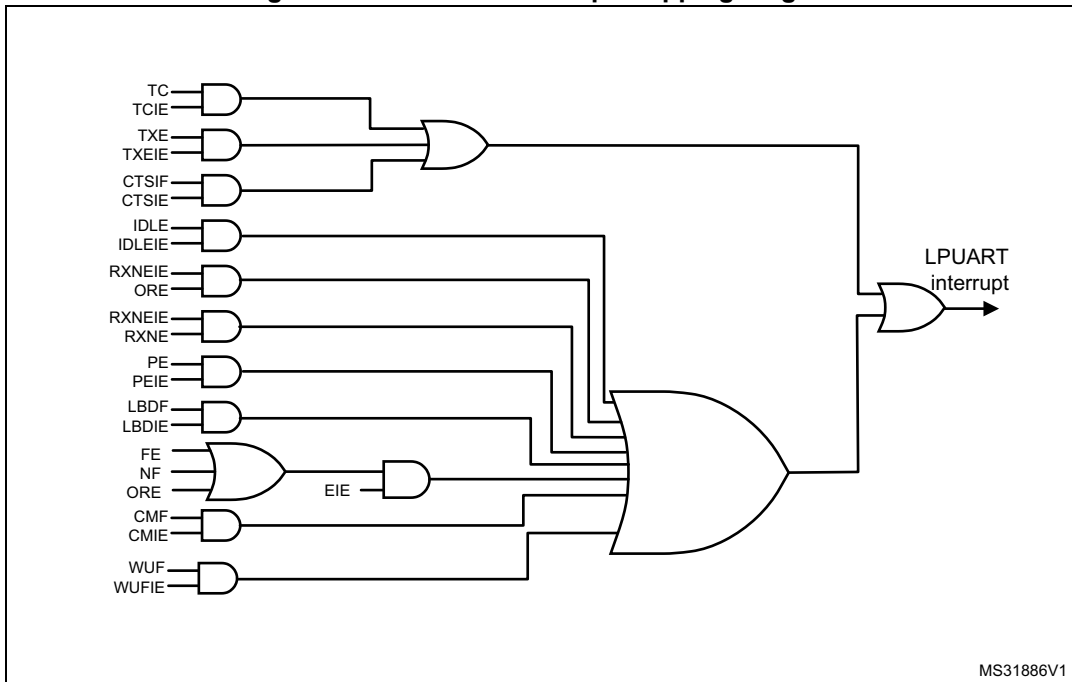 TC
TCIE
TXE
TXEIE
CTSIF
CTSIE
IDLE
IDLEIE
RXNEIE
ORE
RXNEIE
RXNE
PE
PEIE
LBDF
LBDIE
FE
NF
ORE
EIE
CMF
CMIE
WUF
WUFIE
LPUART
interrupt
MS31886V1